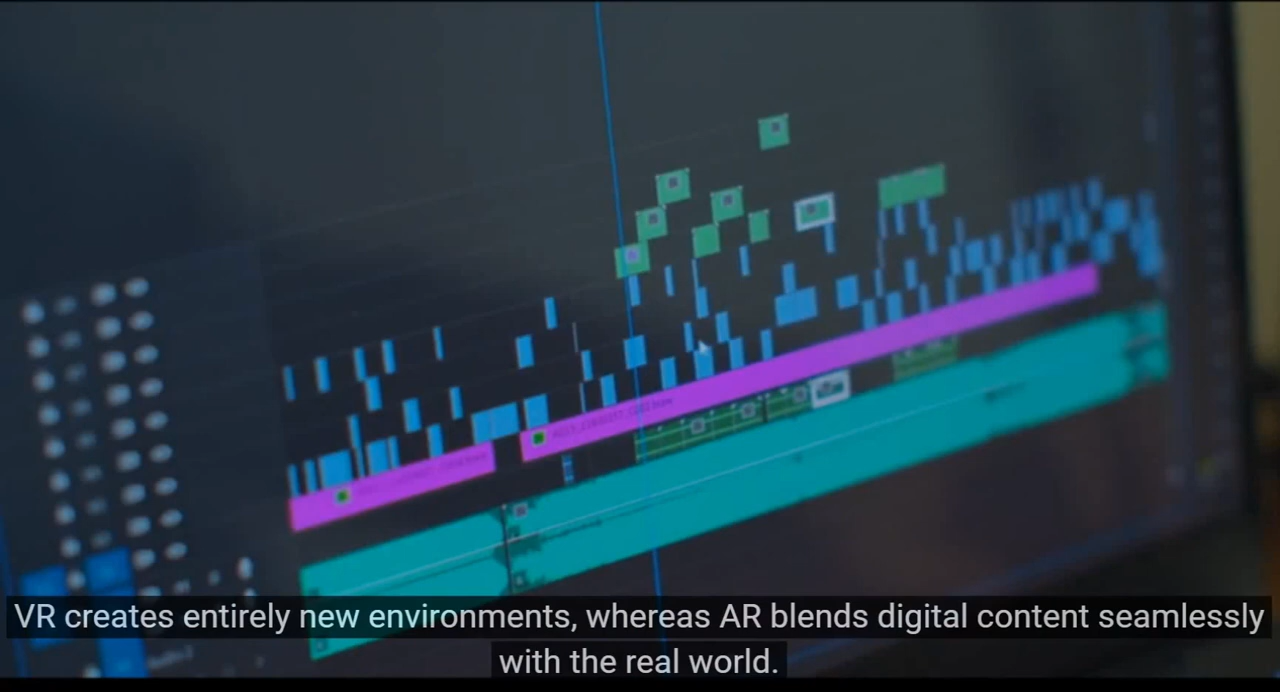 VR creates entirely new environments, whereas AR blends digital content seamlessly
with the real world.